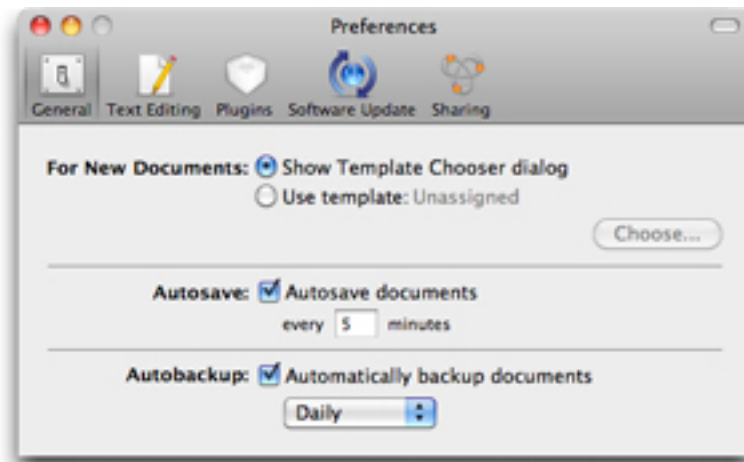 Preferences
General Text Editing Plugins Software Update Sharing
For New Documents: Show Template Chooser dialog
Use template: Unassigned
Choose...
Autosave: Autosave documents
every 5 minutes
Autobackup: Automatically backup documents
Daily